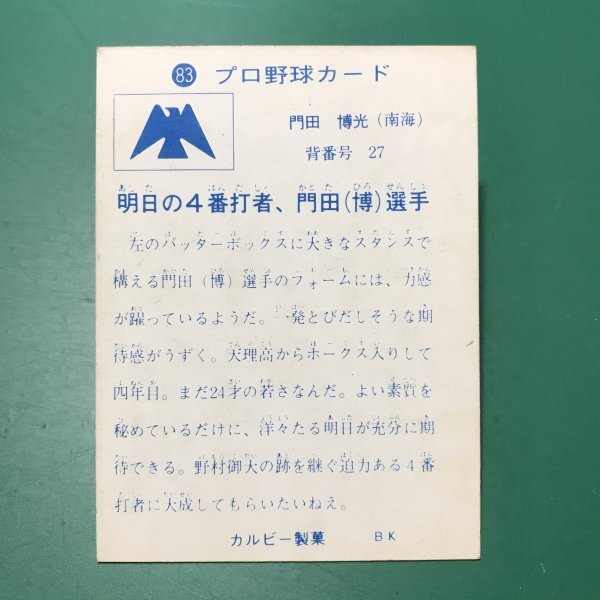 83 プロ野球カード
門田 博光（南海）
背番号 27
明日の4番打者、門田（博）選手
左のバッターボックスに大きなスタンスで
構える門田（博）選手のフォームには、力感
が躍っているようだ。一発とびだしそうな期
待感がうずく。天理高からホークス入りして
四年目。まだ24才の若さなんだ。よい素質を
秘めているだけに、洋々たる明日が充分に期
待できる。野村御大の跡を継ぐ迫力ある4番
打者に大成してもらいたいねえ。
カルビー製菓 BK